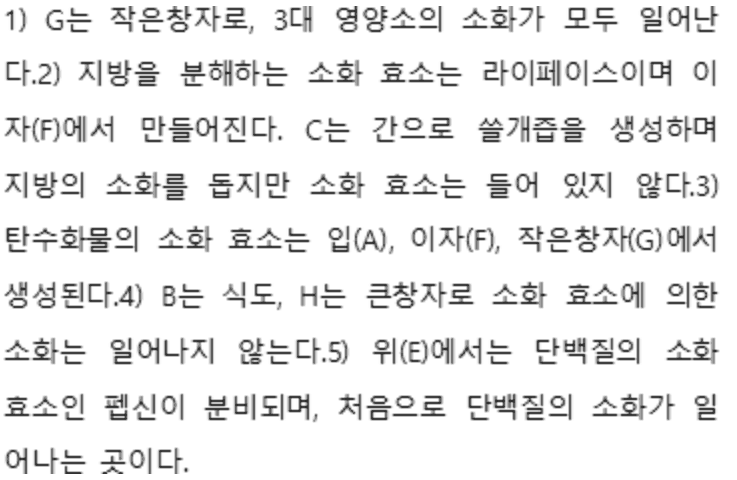 1) G는 작은창자로, 3대 영양소의 소화가 모두 일어난
다.2) 지방을 분해하는 소화 효소는 라이페이스이며 이
자(F)에서 만들어진다. C는 간으로 쓸개즙을 생성하며
지방의 소화를 돕지만 소화 효소는 들어 있지 않다.3)
탄수화물의 소화 효소는 입(A), 이자(F), 작은창자(G)에서
생성된다.4) B는 식도, H는 큰창자로 소화 효소에 의한
소화는 일어나지 않는다.5) 위(E)에서는 단백질의 소화
효소인 펩신이 분비되며, 처음으로 단백질의 소화가 일
어나는 곳이다.